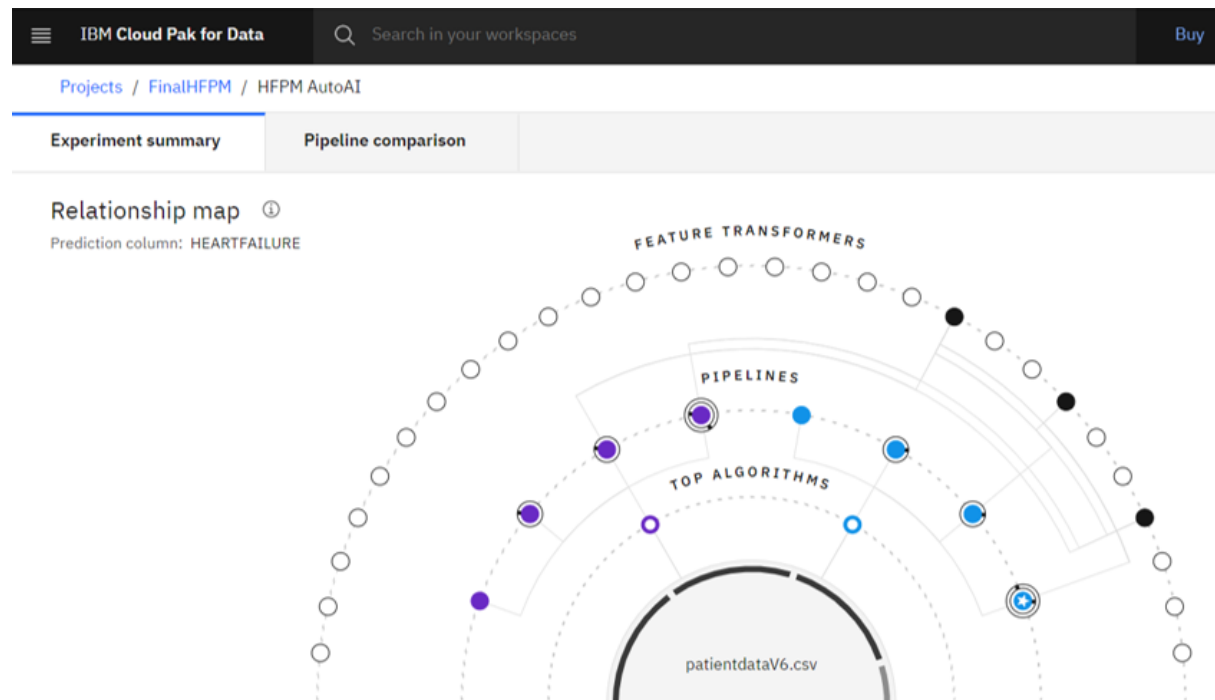 IBM Cloud Pak for Data
Search in your workspaces
Buy
Projects / FinalHFPM / HFPM AutoAI
Experiment summary
Pipeline comparison
Relationship map
Prediction column: HEARTFAILURE
FEATURE TRANSFORMERS
PIPELINES
TOP ALGORITHMS
patientdataV6.csv